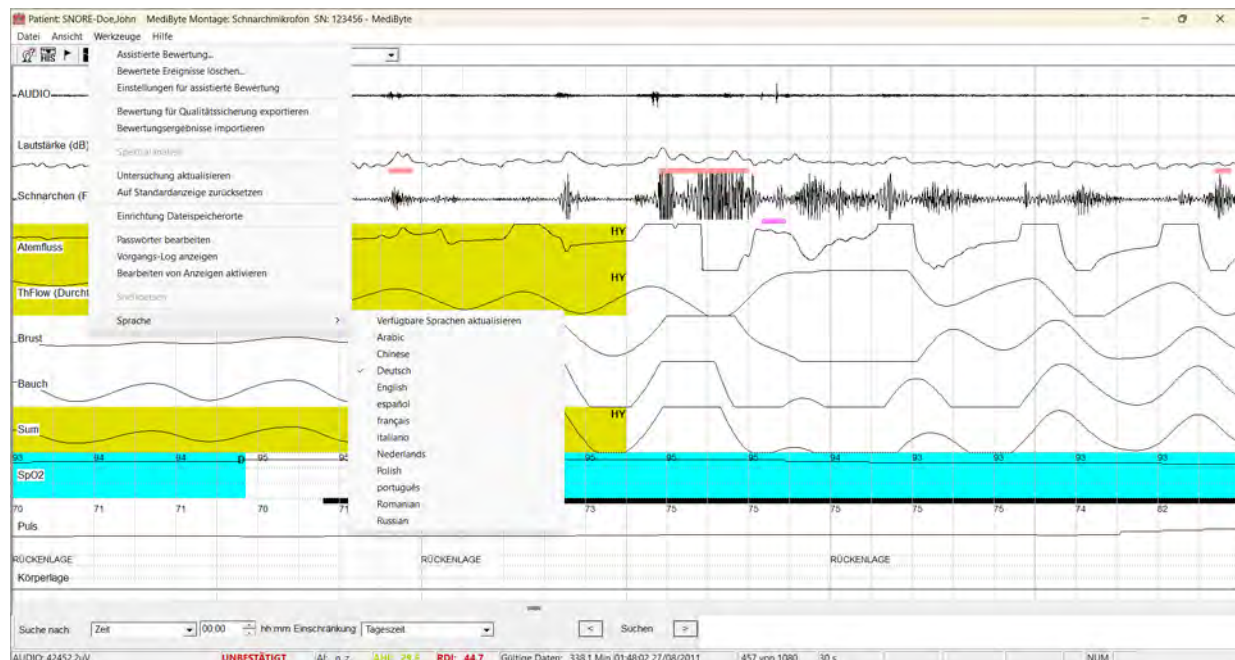 Patient: SNORE-Doe,John MediByte Montage: Schnarchmikrofon SN: 123456 - MediByte
Datei Ansicht Werkzeuge Hilfe
HIS
Assistierte Bewertung...
Bewertete Ereignisse löschen...
Einstellungen für assistierte Bewertung
Bewertung für Qualitätssicherung exportieren
Bewertungsergebnisse importieren
Untersuchung aktualisieren
Auf Standardanzeige zurücksetzen
Einrichtung Dateispeicherorte
Passwörter bearbeiten
Vorgangs-Log anzeigen
Bearbeiten von Anzeigen aktivieren
Sprache >
Verfügbare Sprachen aktualisieren
Arabic
Chinese
Deutsch
English
español
français
Italiano
Nederlands
Polish
português
Romanian
Russian
AUDIO
Lautstärke (dB)
Schnarchen (F
Atemfluss HY
ThFlow (Durcht HY
Brust
Bauch
Sum HY
93 94 94 D 95 95 95 95 94 93 93 93
SpO2
70 71 71 70 71 73 75 75 75 75 74 82
Puls
RÜCKENLAGE RÜCKENLAGE RÜCKENLAGE
Körperlage
Suche nach: Zeit 00:00 hh:mm Einschränkung Tageszeit < Suchen >
AUDIO: 42452.2uV UNBESTÄTIGT RDI: 44.7 Gültige Daten: 338.1 Min 01:48:02 27/08/2011 457 von 1080 30 s NUM